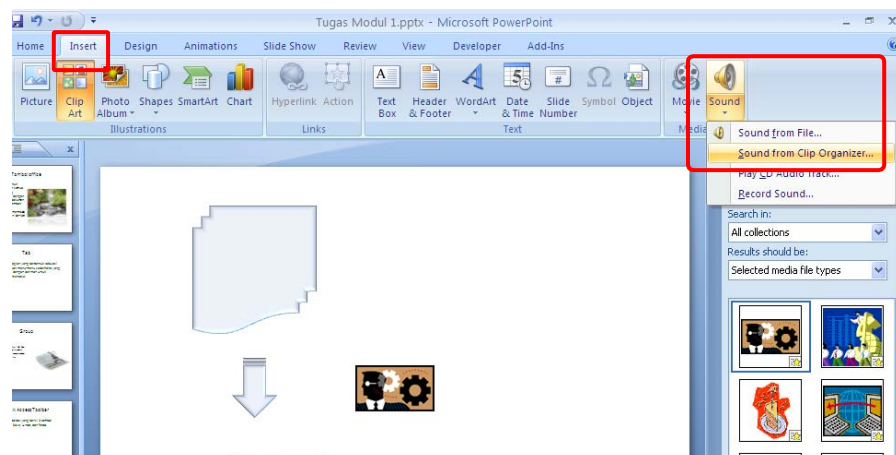 Tugas Modul 1.pptx - Microsoft PowerPoint
Home Insert Design Animations Slide Show Review View Developer Add-Ins
Picture Clip Art Photo Album Shapes SmartArt Chart Hyperlink Action Text Box Header & Footer WordArt Date & Time Slide Number Symbol Object Movie Sound
Illustrations Links Text Media
Sound from File...
Sound from Clip Organizer...
Play CD Audio Track...
Record Sound...
Search in:
All collections
Results should be:
Selected media file types
Tab
Group